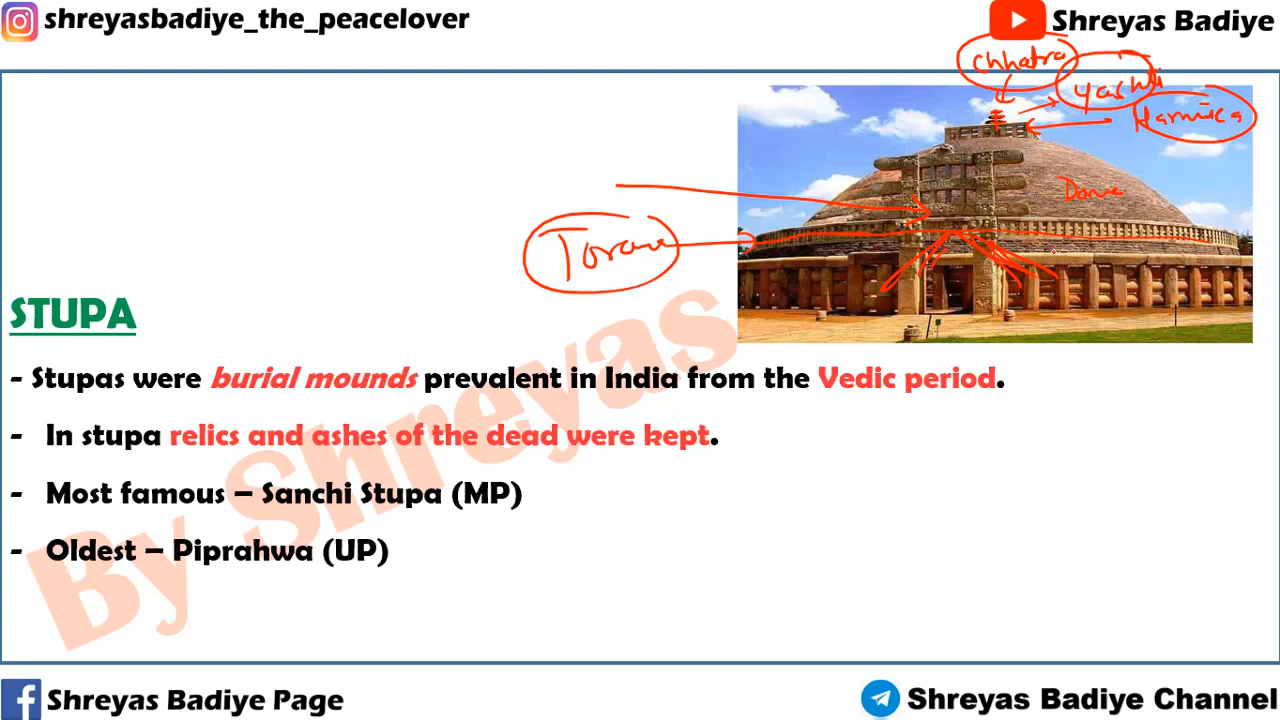 shreyasbadiye_the_peacelover
Shreyas Badiye
Chhatra
Yashti
Harmica
Dome
Toran
STUPA
- Stupas were burial mounds prevalent in India from the Vedic period.
- In stupa relics and ashes of the dead were kept.
- Most famous – Sanchi Stupa (MP)
- Oldest – Piprahwa (UP)
By Shreyas
Shreyas Badiye Page
Shreyas Badiye Channel